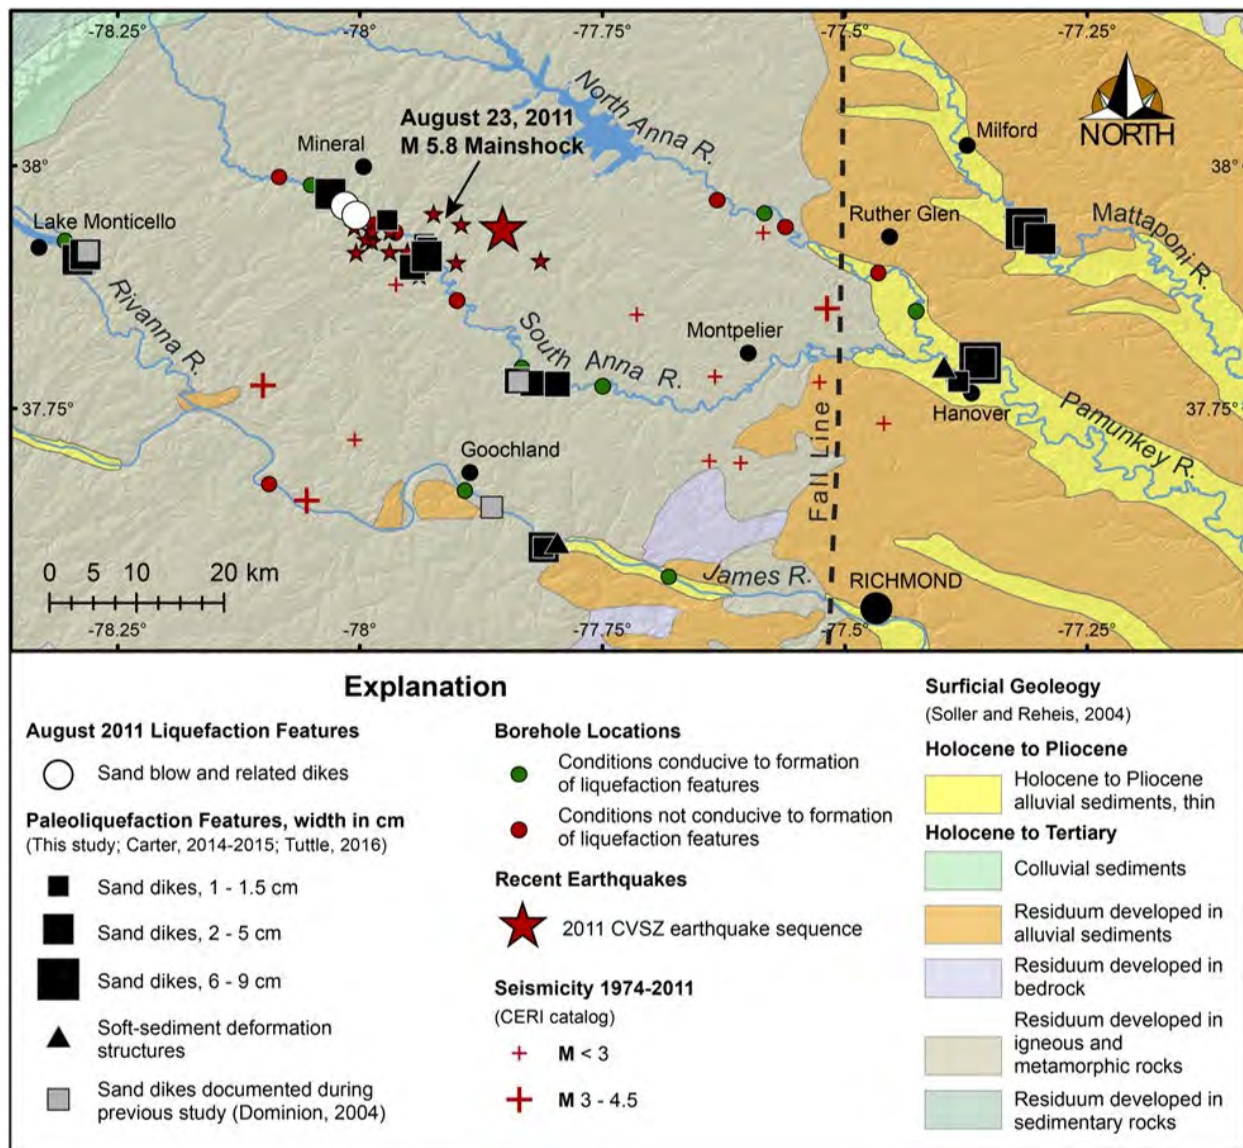 -78.25°
-78°
-77.75°
-77.5°
-77.25°
North Anna R.
August 23, 2011
M 5.8 Mainshock
Mineral
Milford
NORTH
38°
38°
Lake Monticello
Ruther Glen
Mattaponi R.
Rivanna R.
South Anna R.
Montpelier
37.75°
37.75°
Hanover
Pamunkey R.
Goochland
Fall Line
0 5 10 20 km
James R.
RICHMOND
-78.25°
-78°
-77.75°
-77.5°
-77.25°
Explanation
August 2011 Liquefaction Features
Sand blow and related dikes
Paleoliquefaction Features, width in cm
(This study; Carter, 2014-2015; Tuttle, 2016)
Sand dikes, 1 - 1.5 cm
Sand dikes, 2 - 5 cm
Sand dikes, 6 - 9 cm
Soft-sediment deformation
structures
Sand dikes documented during
previous study (Dominion, 2004)
Borehole Locations
Conditions conducive to formation
of liquefaction features
Conditions not conducive to formation
of liquefaction features
Recent Earthquakes
2011 CVSZ earthquake sequence
Seismicity 1974-2011
(CERI catalog)
M < 3
M 3 - 4.5
Surficial Geology
(Soller and Reheis, 2004)
Holocene to Pliocene
Holocene to Pliocene
alluvial sediments, thin
Holocene to Tertiary
Colluvial sediments
Residuum developed in
alluvial sediments
Residuum developed in
bedrock
Residuum developed in
igneous and
metamorphic rocks
Residuum developed in
sedimentary rocks